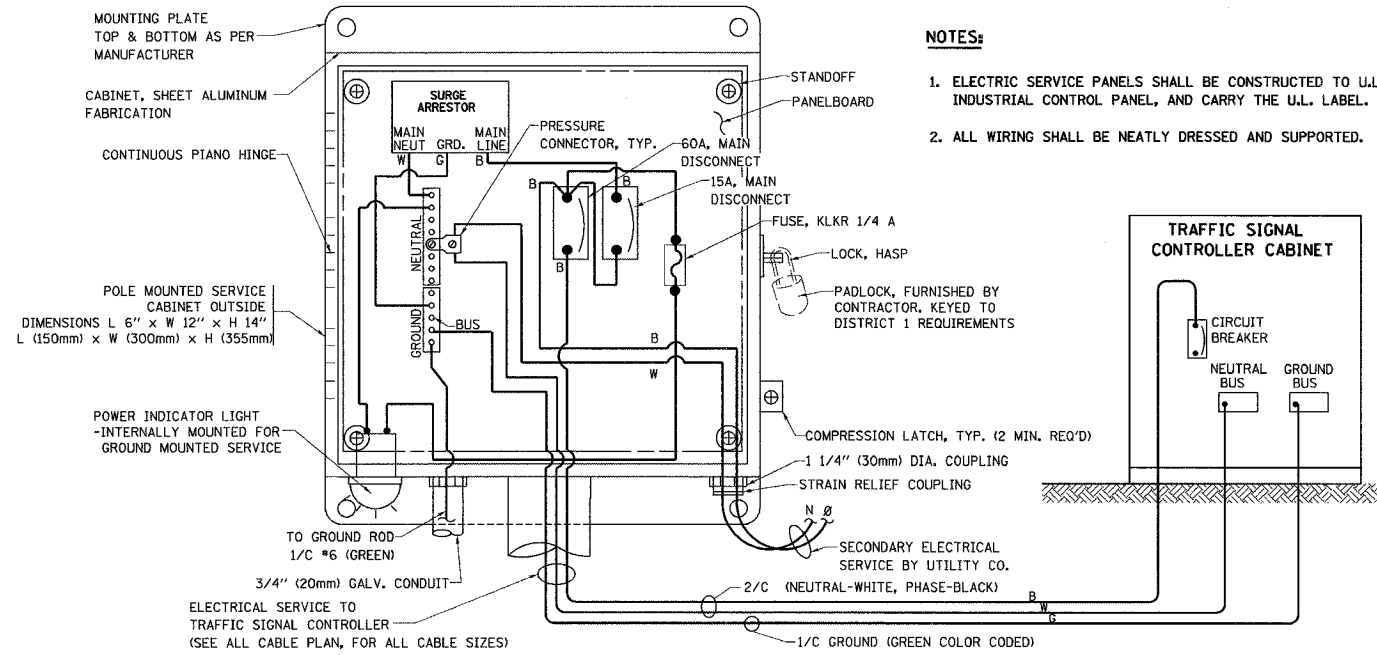 MOUNTING PLATE
TOP & BOTTOM AS PER
MANUFACTURER
CABINET, SHEET ALUMINUM
FABRICATION
CONTINUOUS PIANO HINGE
POLE MOUNTED SERVICE
CABINET OUTSIDE
DIMENSIONS L 6" x W 12" x H 14"
L (150mm) x W (300mm) x H (355mm)
POWER INDICATOR LIGHT
-INTERNALLY MOUNTED FOR
GROUND MOUNTED SERVICE
SURGE
ARRESTOR
MAIN
NEUT
GRD.
MAIN
LINE
W
G
B
PRESSURE
CONNECTOR, TYP.
NEUTRAL
GROUND
BUS
B
B
B
B
W
STANDOFF
PANELBOARD
60A, MAIN
DISCONNECT
15A, MAIN
DISCONNECT
FUSE, KLKR 1/4 A
LOCK, HASP
PADLOCK, FURNISHED BY
CONTRACTOR. KEYED TO
DISTRICT 1 REQUIREMENTS
COMPRESSION LATCH, TYP. (2 MIN. REQ'D)
1 1/4" (30mm) DIA. COUPLING
STRAIN RELIEF COUPLING
N Ø
SECONDARY ELECTRICAL
SERVICE BY UTILITY CO.
TO GROUND ROD
1/C #6 (GREEN)
3/4" (20mm) GALV. CONDUIT
ELECTRICAL SERVICE TO
TRAFFIC SIGNAL CONTROLLER
(SEE ALL CABLE PLAN, FOR ALL CABLE SIZES)
2/C (NEUTRAL-WHITE, PHASE-BLACK)
B
W
G
1/C GROUND (GREEN COLOR CODED)
NOTES:
1. ELECTRIC SERVICE PANELS SHALL BE CONSTRUCTED TO U.L
INDUSTRIAL CONTROL PANEL, AND CARRY THE U.L. LABEL.
2. ALL WIRING SHALL BE NEATLY DRESSED AND SUPPORTED.
TRAFFIC SIGNAL
CONTROLLER CABINET
CIRCUIT
BREAKER
NEUTRAL
BUS
GROUND
BUS